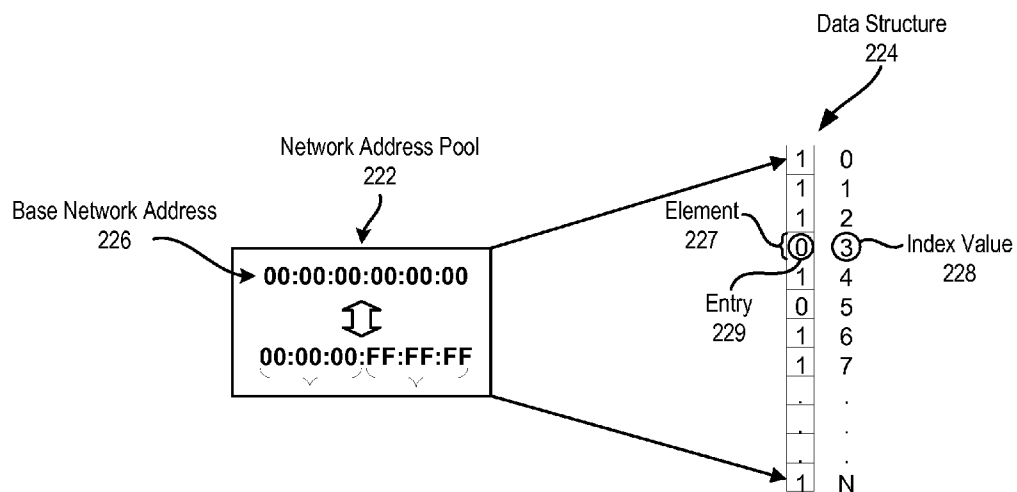 Data Structure
224
Network Address Pool
222
Base Network Address
226
00:00:00:00:00:00
00:00:00:FF:FF:FF
Element
227
Entry
229
Index Value
228
1 0
1 1
1 2
0 3
1 4
0 5
1 6
1 7
. .
. .
. .
1 N